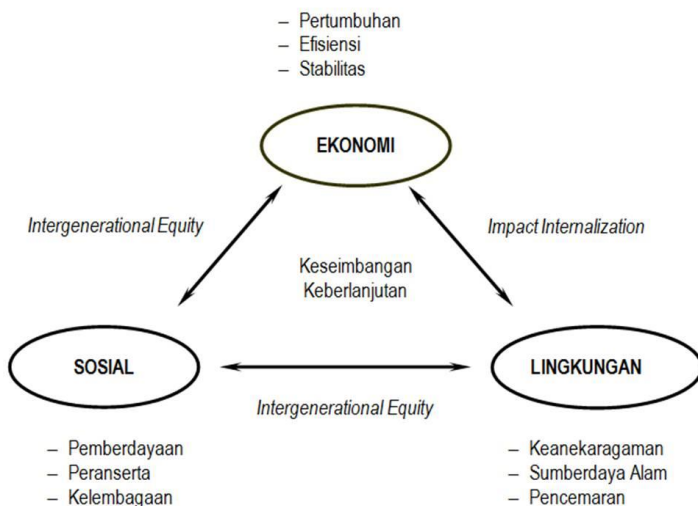 – Pertumbuhan
– Efisiensi
– Stabilitas
EKONOMI
Intergenerational Equity
Impact Internalization
Keseimbangan
Keberlanjutan
SOSIAL
LINGKUNGAN
Intergenerational Equity
– Pemberdayaan
– Peranserta
– Kelembagaan
– Keanekaragaman
– Sumberdaya Alam
– Pencemaran